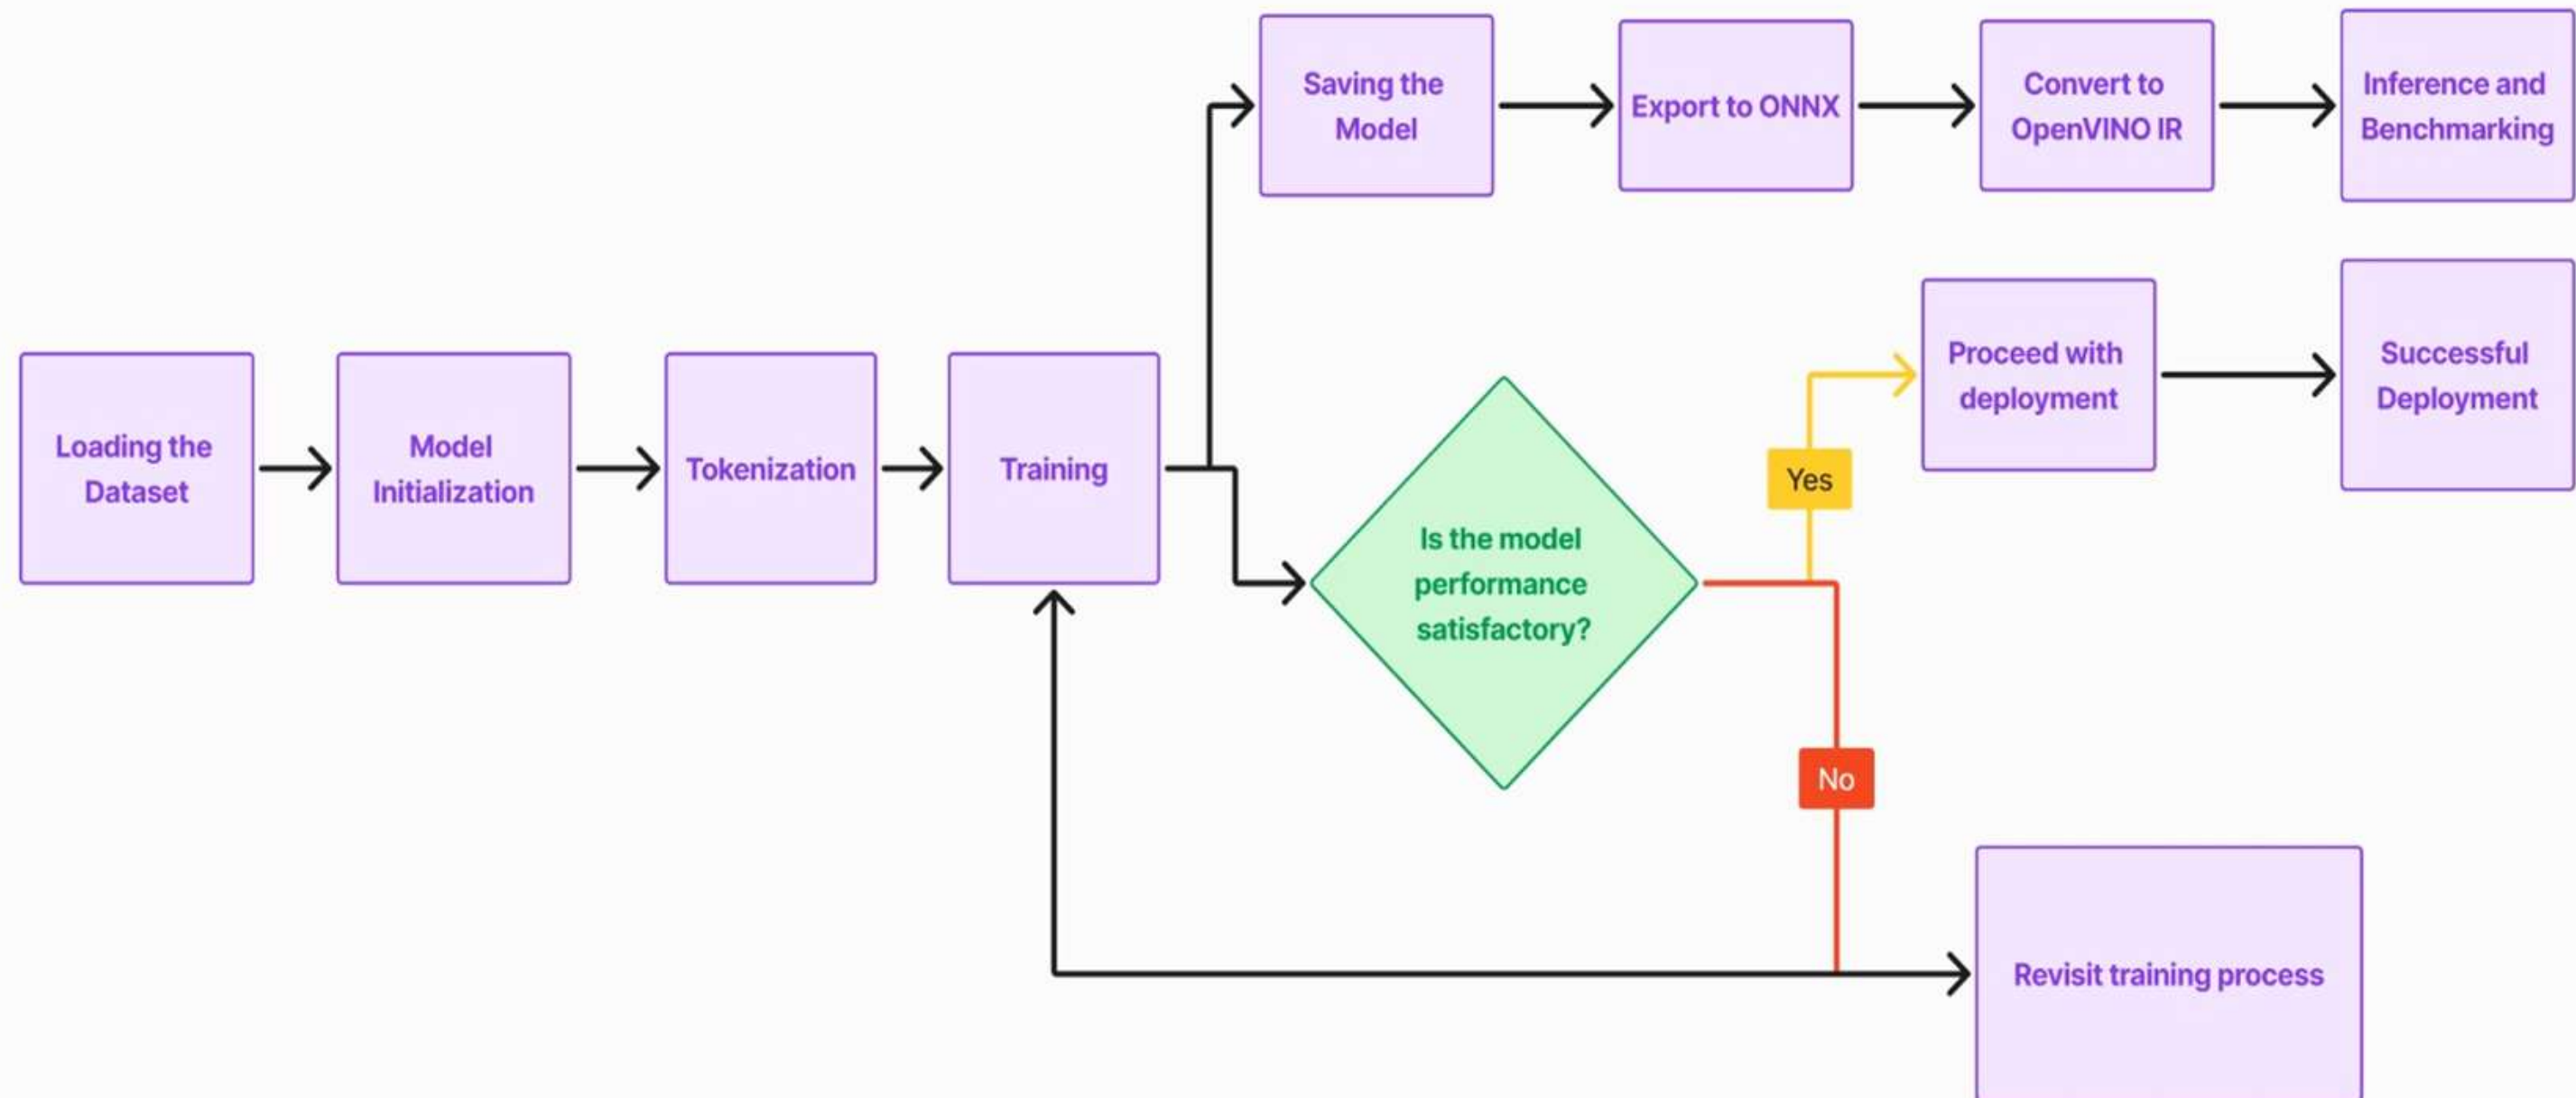 Saving the
Model
Export to ONNX
Convert to
OpenVINO IR
Inference and
Benchmarking
Loading the
Dataset
Model
Initialization
Tokenization
Training
Is the model
performance
satisfactory?
Yes
Proceed with
deployment
Successful
Deployment
No
Revisit training process